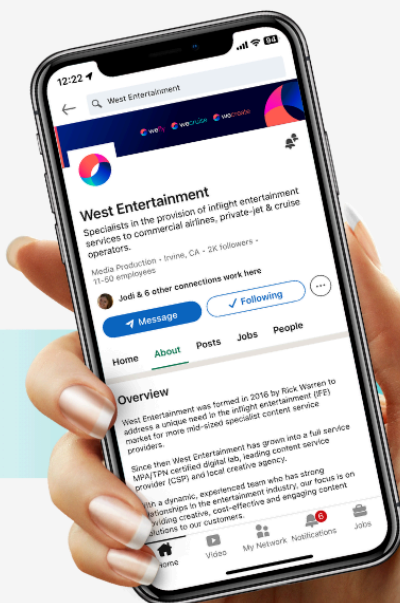 12:22
84
West Entertainment
wecruise
wecreate
West Entertainment
Specialists in the provision of inflight entertainment
services to commercial airlines, private-jet & cruise
operators.
Media Production • Irvine, CA • 2K followers •
11-50 employees
Jodi & 6 other connections work here
Message
Following
Home About Posts Jobs People
Overview
West Entertainment was formed in 2016 by Rick Warren to
address a unique need in the inflight entertainment (IFE)
market for more mid-sized specialist content service
providers.
Since then West Entertainment has grown into a full service
MPA/TPN certified digital lab, leading content service
provider (CSP) and local creative agency.
a dynamic, experienced team who has strong
in the entertainment industry, our focus is on
creative, cost-effective and engaging content
to our customers.
6
Home Video My Network Notifications Jobs